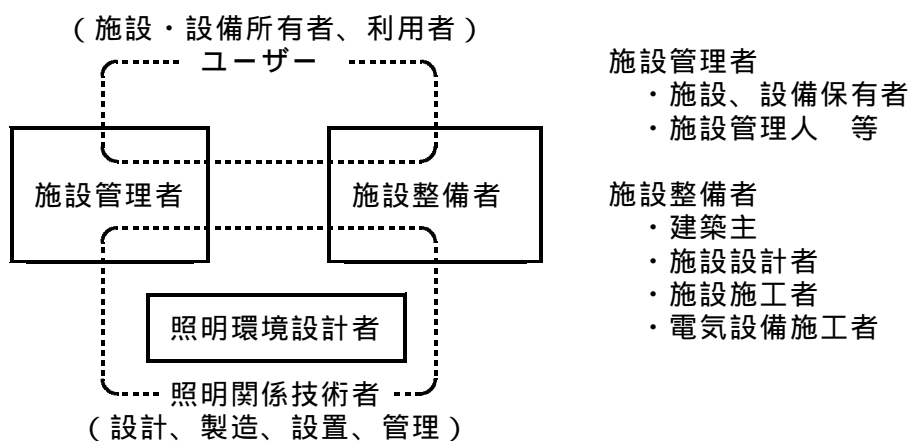 （施設・設備所有者、利用者）
ユーザー
施設管理者
施設整備者
照明環境設計者
照明関係技術者
（設計、製造、設置、管理）
施設管理者
・施設、設備保有者
・施設管理人　等
施設整備者
・建築主
・施設設計者
・施設施工者
・電気設備施工者